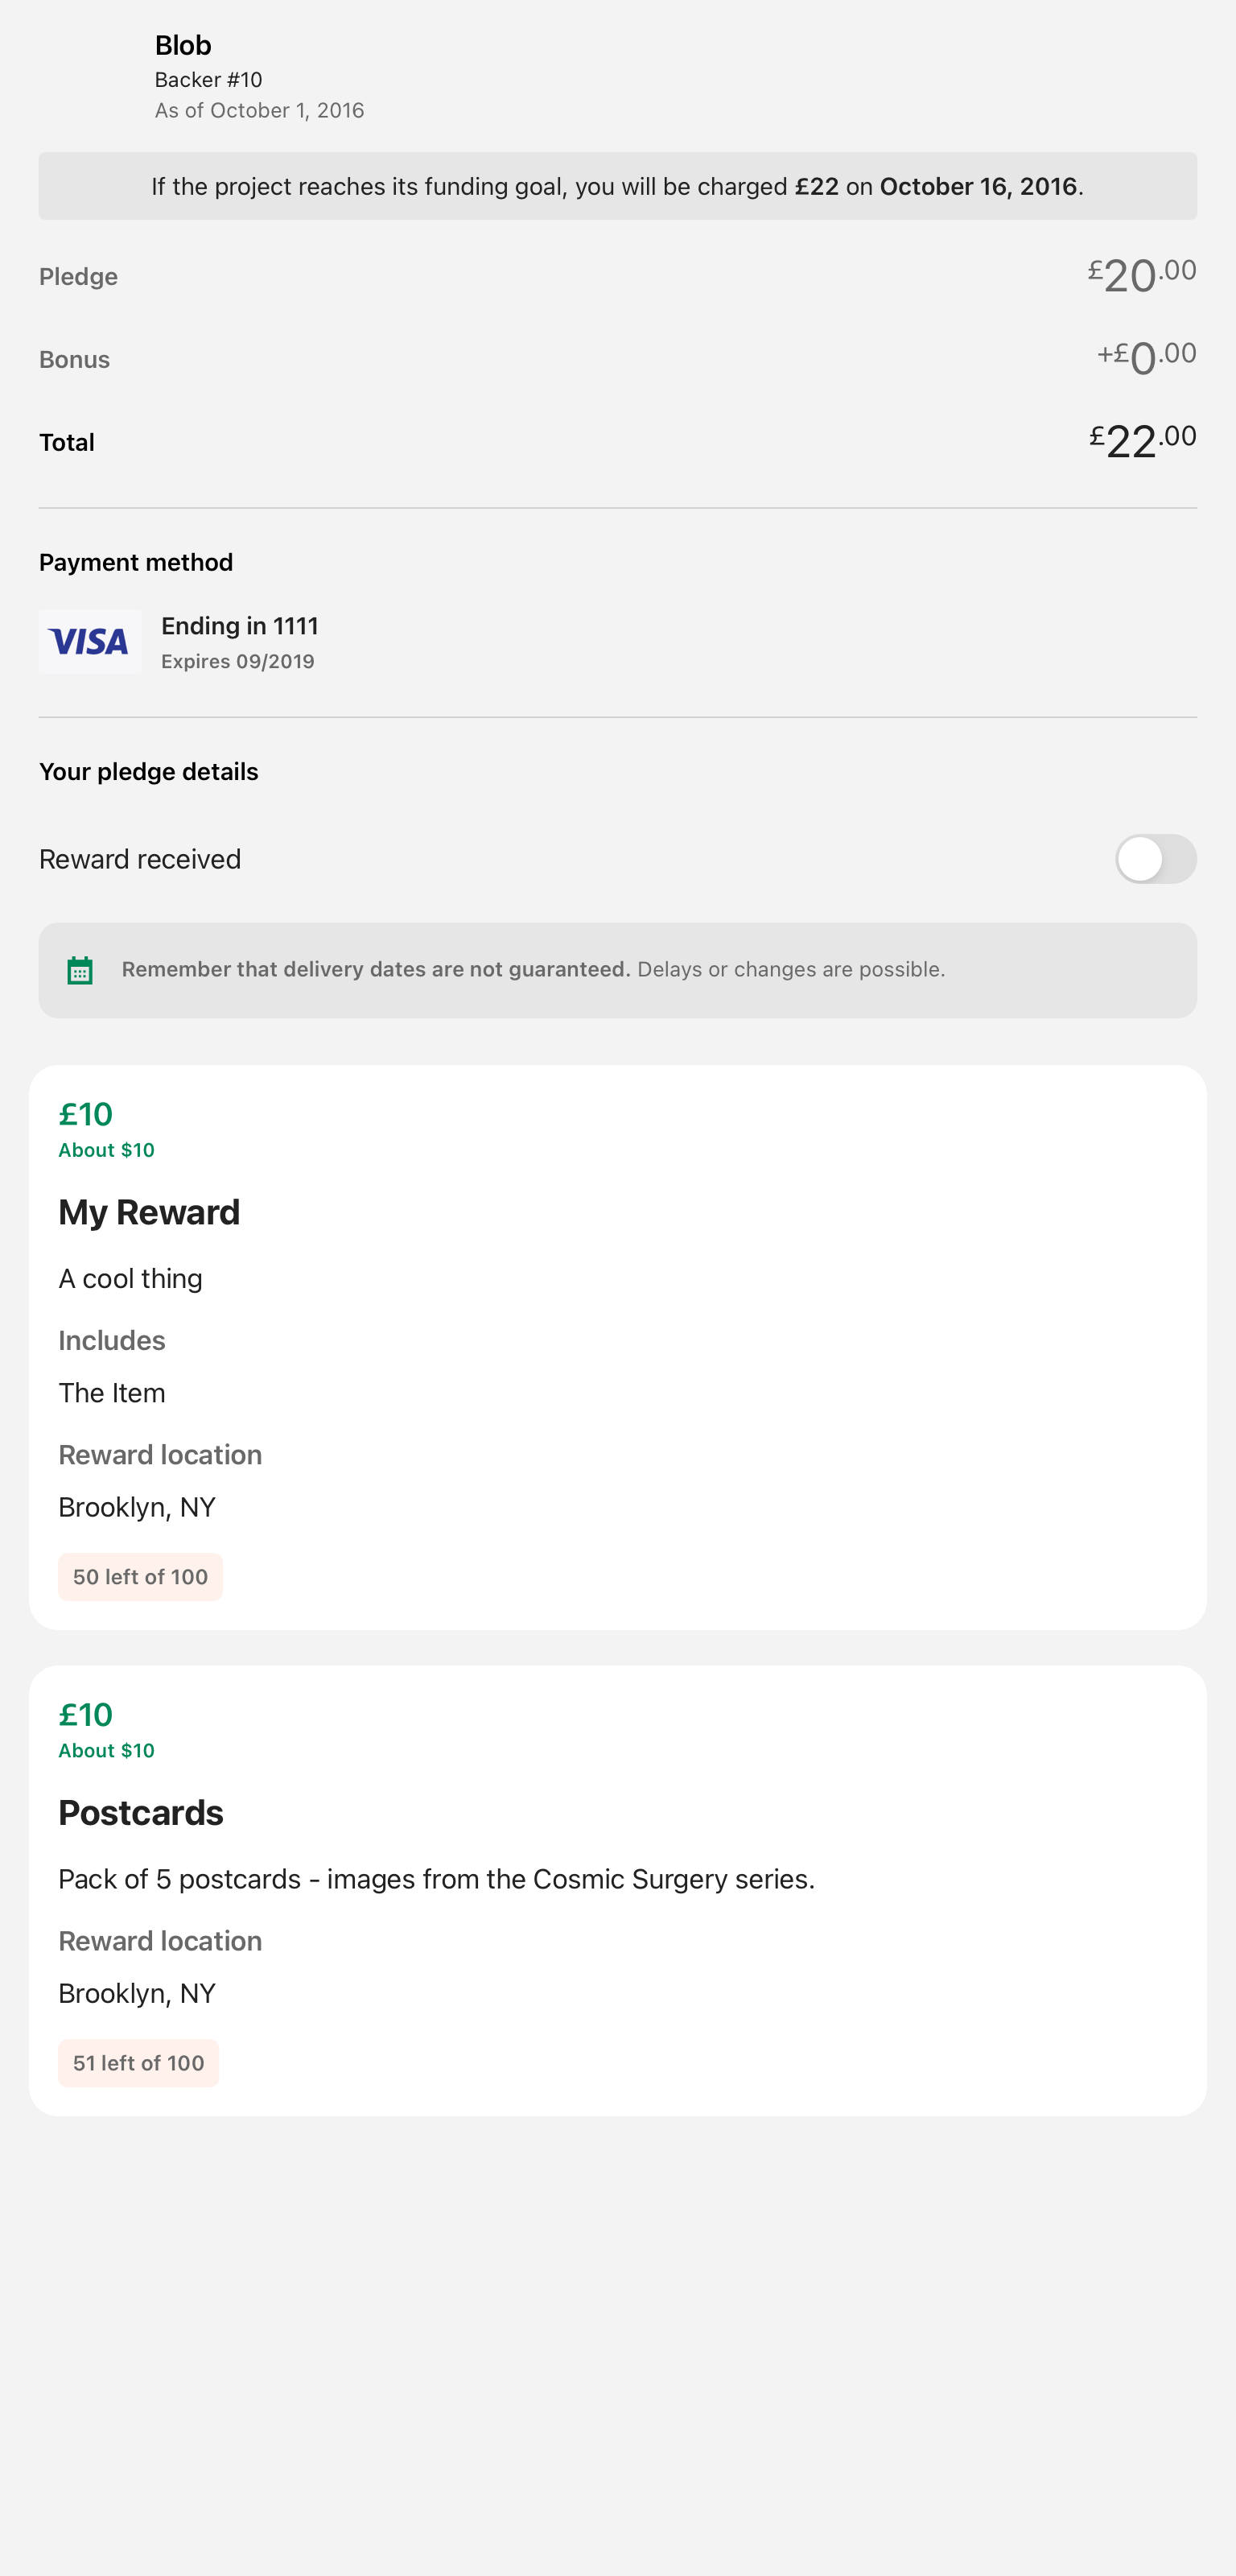 Blob
Backer #10
As of October 1, 2016
If the project reaches its funding goal, you will be charged £22 on October 16, 2016.
Pledge £20.00
Bonus +£0.00
Total £22.00
Payment method
VISA Ending in 1111
Expires 09/2019
Your pledge details
Reward received
Remember that delivery dates are not guaranteed. Delays or changes are possible.
£10
About $10
My Reward
A cool thing
Includes
The Item
Reward location
Brooklyn, NY
50 left of 100
£10
About $10
Postcards
Pack of 5 postcards - images from the Cosmic Surgery series.
Reward location
Brooklyn, NY
51 left of 100